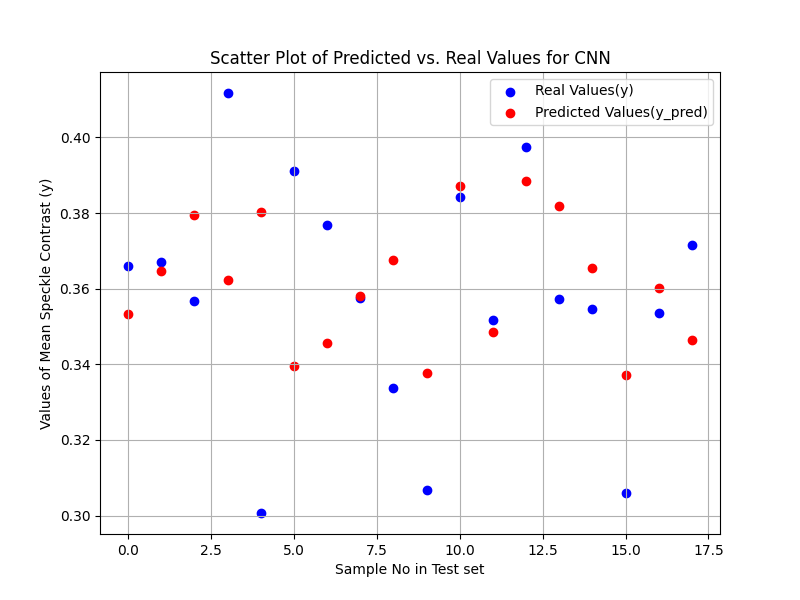 Scatter Plot of Predicted vs. Real Values for CNN
Real Values(y)
Predicted Values(y_pred)
Values of Mean Speckle Contrast (y)
0.40
0.38
0.36
0.34
0.32
0.30
0.0 2.5 5.0 7.5 10.0 12.5 15.0 17.5
Sample No in Test set